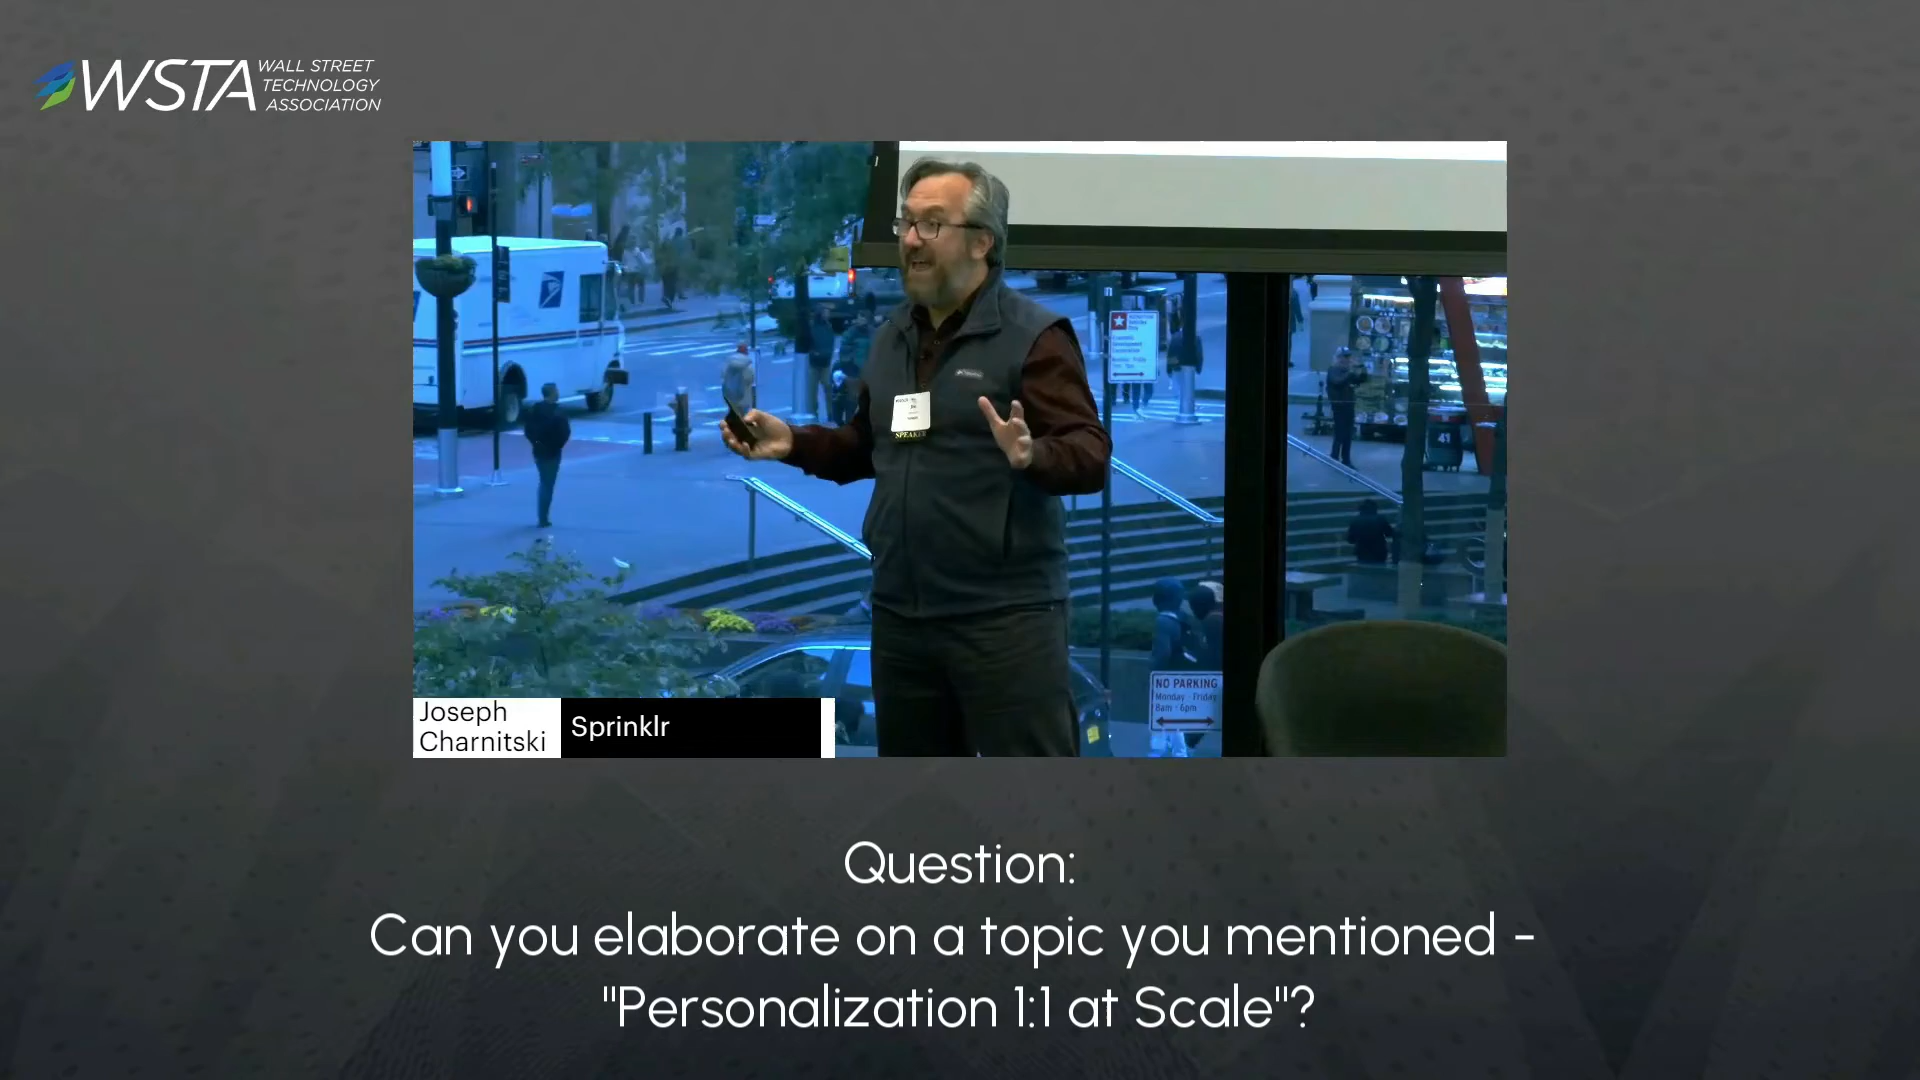 WSTA
WALL STREET
TECHNOLOGY
ASSOCIATION
SPEAKER
41
NO PARKING
Monday - Friday
8am - 6pm
Joseph
Charnitski
Sprinklr
Question:
Can you elaborate on a topic you mentioned -
"Personalization 1:1 at Scale"?